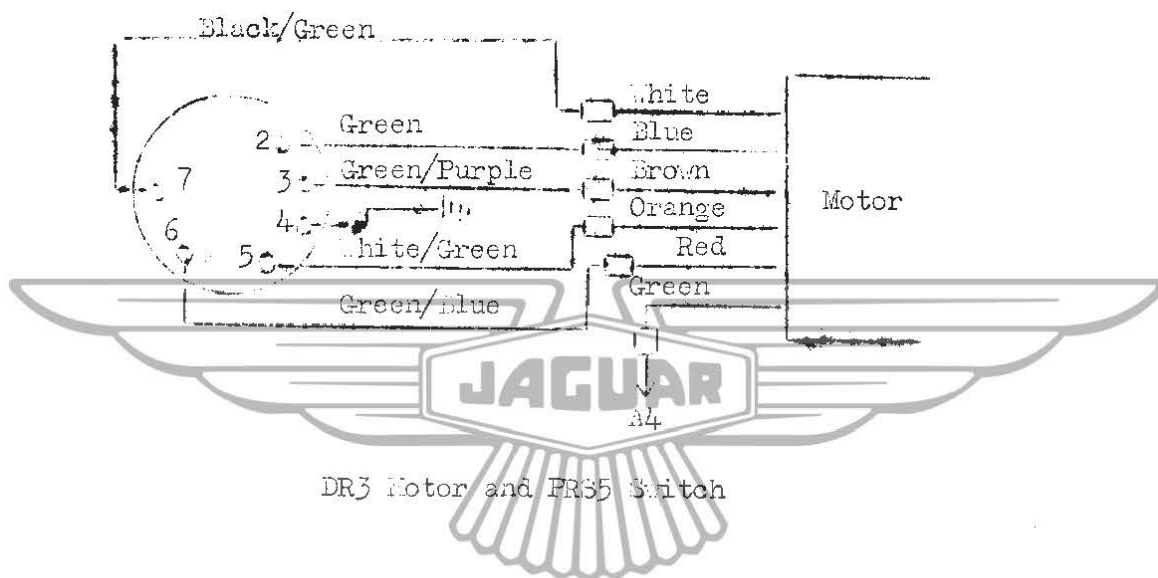 Black/Green
White
Green
Blue
2
Green/Purple
Brown
7
3
Orange
Motor
4
6
White/Green
Red
5
Green/Blue
Green
JAGUAR
A4
DR3 Motor and PRS5 Switch